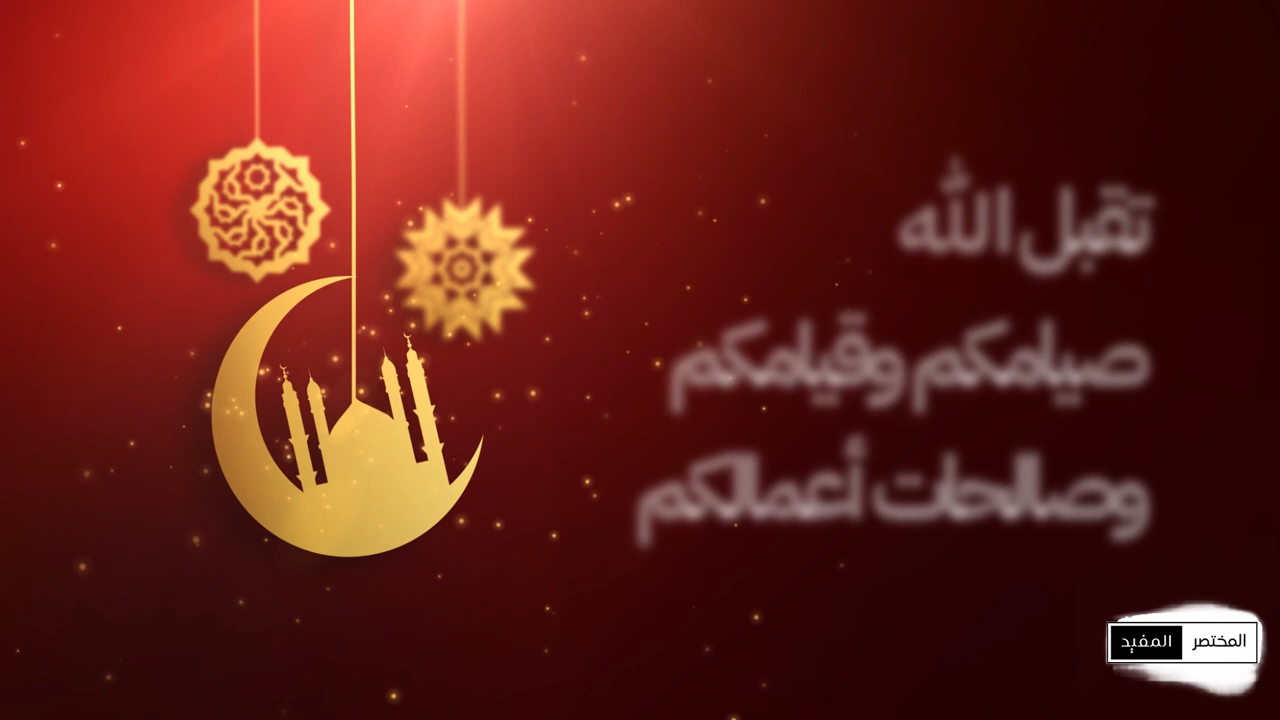 تقبل الله
صيامكم وقيامكم
وصالحات أعمالكم
المختصر المفيد